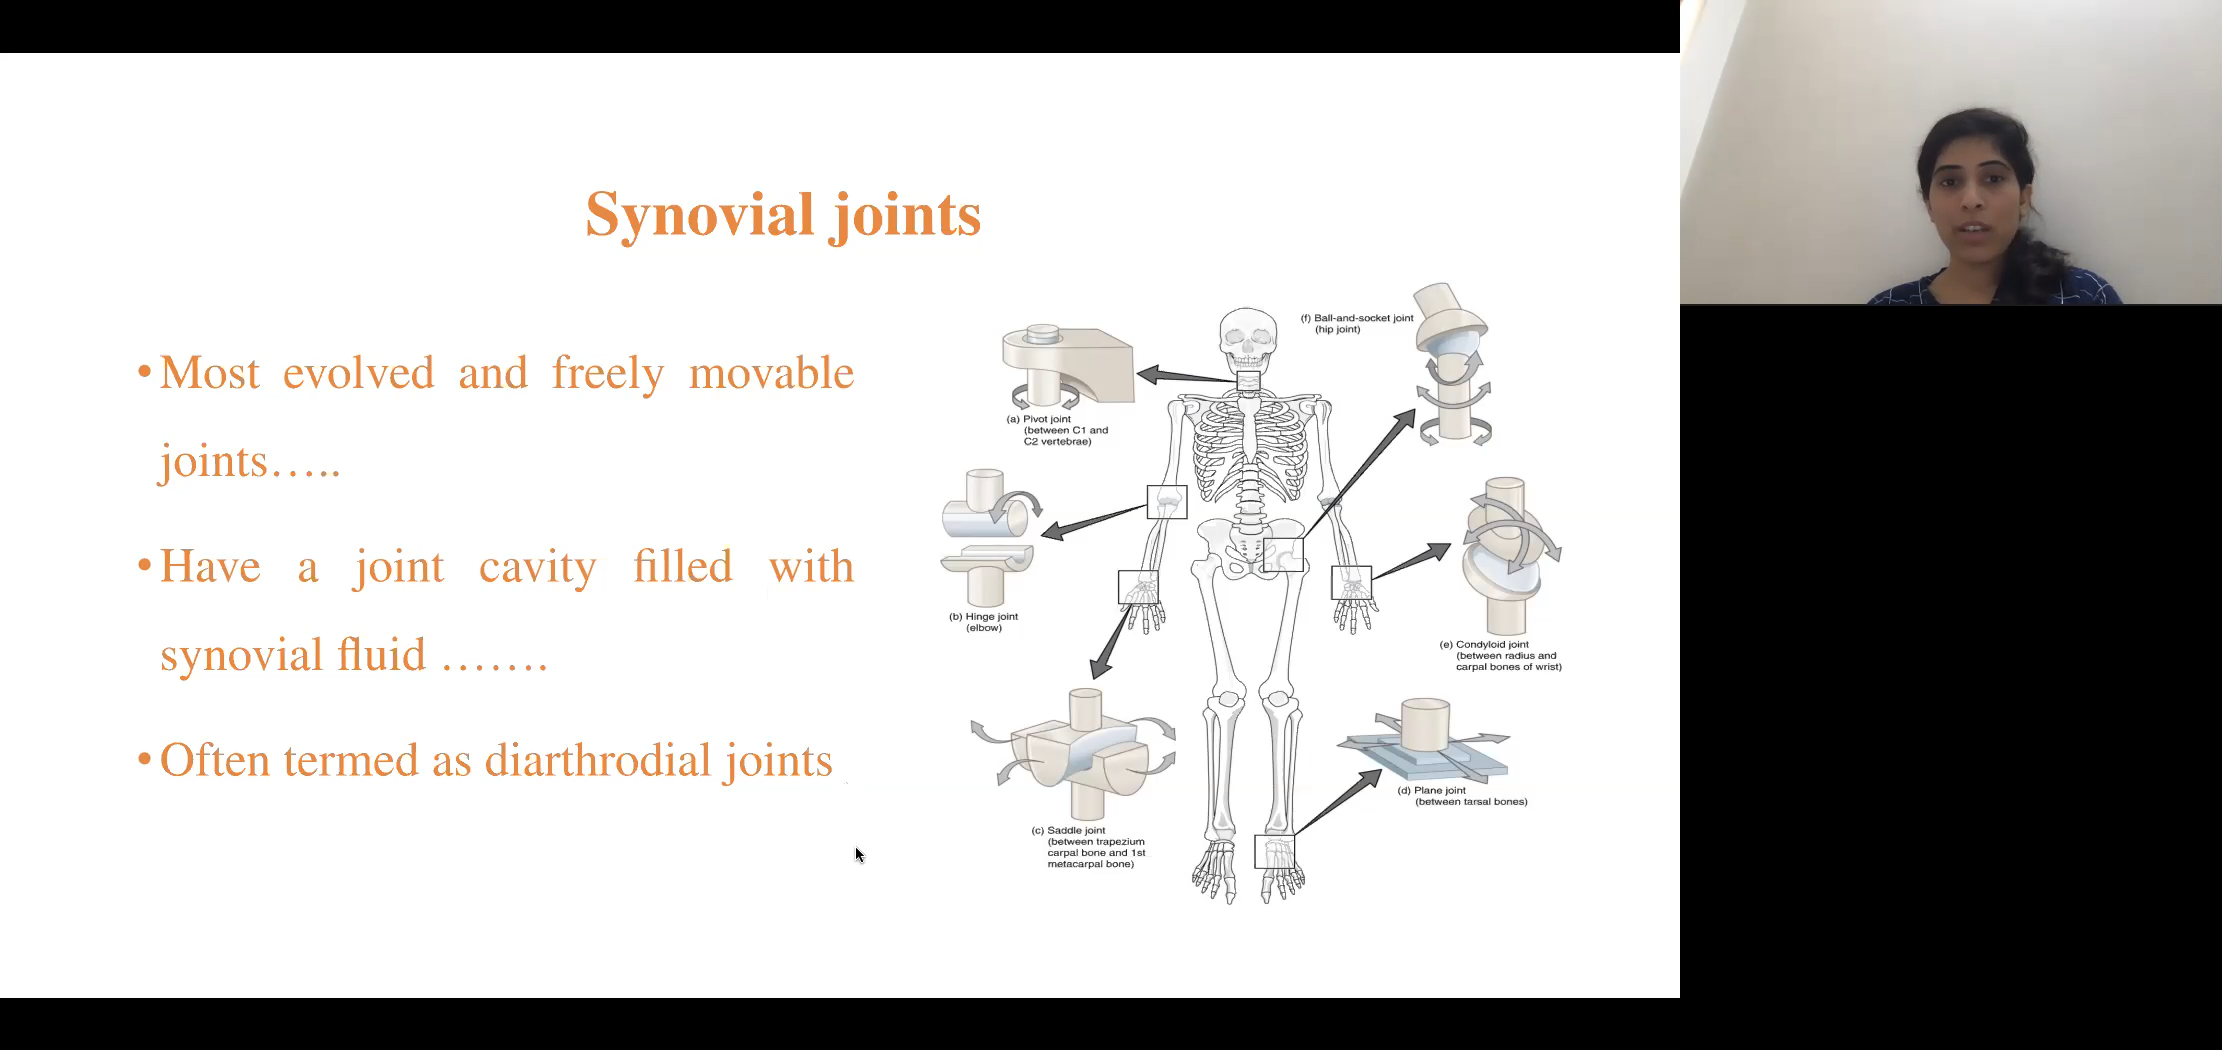 Synovial joints
•Most evolved and freely movable
joints.....
•Have a joint cavity filled with
synovial fluid .......
•Often termed as diarthrodial joints
(a) Pivot joint
(between C1 and
C2 vertebrae)
(f) Ball-and-socket joint
(hip joint)
(b) Hinge joint
(elbow)
(e) Condyloid joint
(between radius and
carpal bones of wrist)
(c) Saddle joint
(between trapezium
carpal bone and 1st
metacarpal bone)
(d) Plane joint
(between tarsal bones)